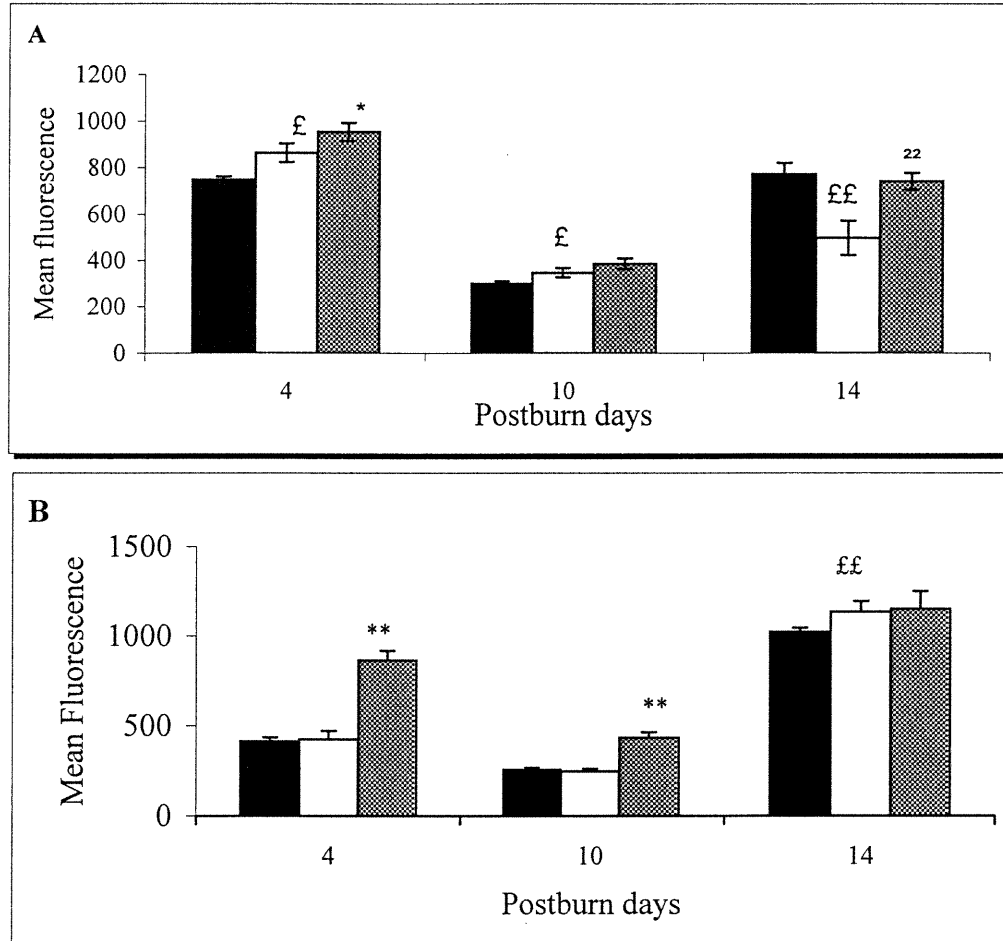 A
1200
1000
800
600
400
200
0
Mean fluorescence
£
*
£
££
22
4 10 14
Postburn days
B
1500
1000
500
0
Mean Fluorescence
**
**
££
4 10 14
Postburn days